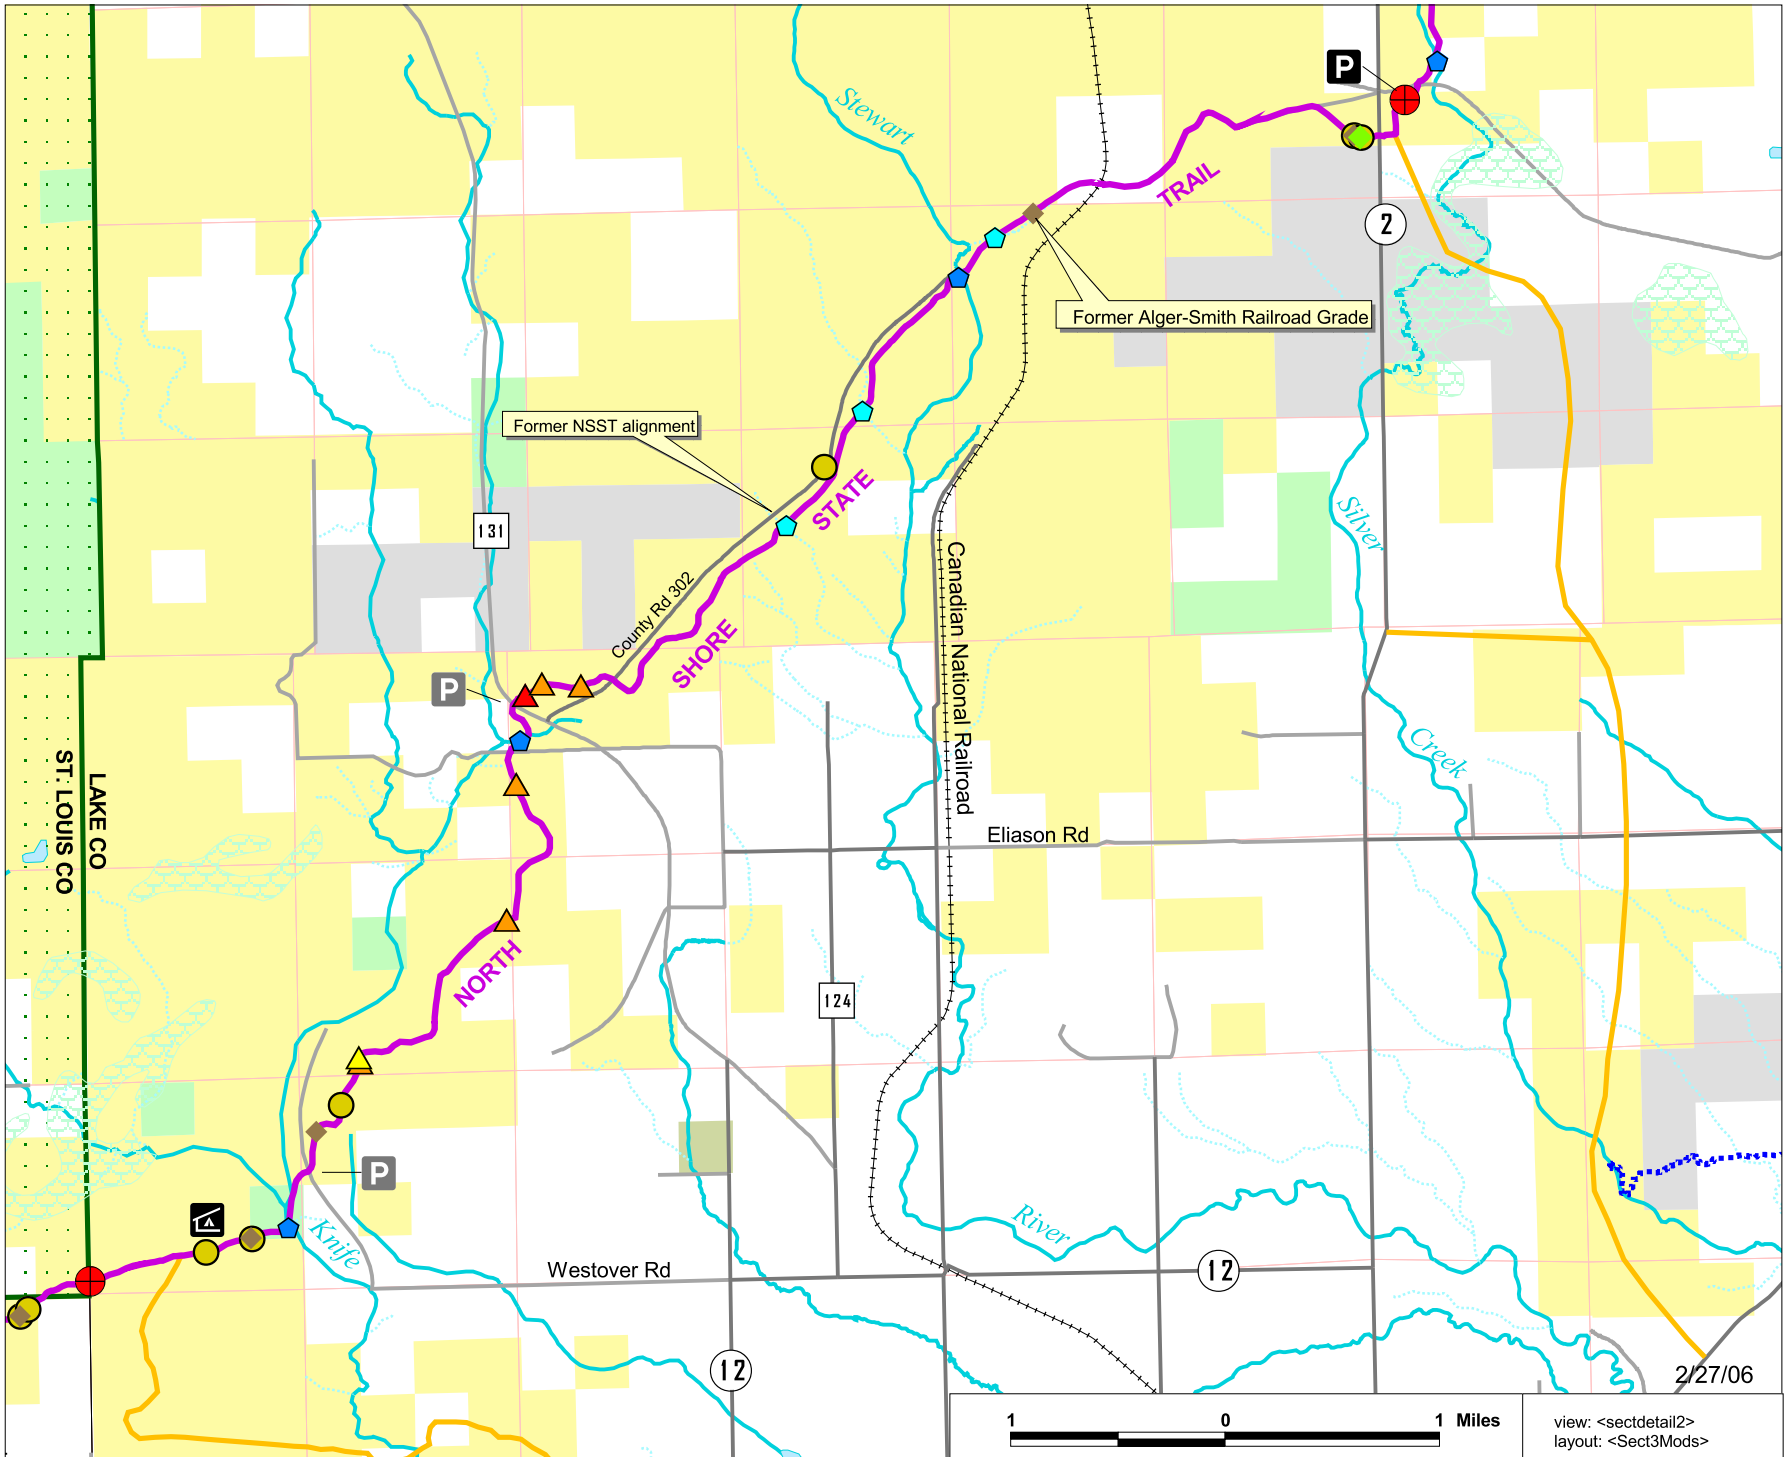 P
Stewart
TRAIL
2
Former Alger-Smith Railroad Grade
Former NSST alignment
STATE
131
Silver
County Rd 302
Canadian National Railroad
SHORE
P
Creek
LAKE CO
ST. LOUIS CO
Eliason Rd
NORTH
124
P
Knife
River
Westover Rd
12
12
2/27/06
1 0 1 Miles
view: <sectdetail2>
layout: <Sect3Mods>